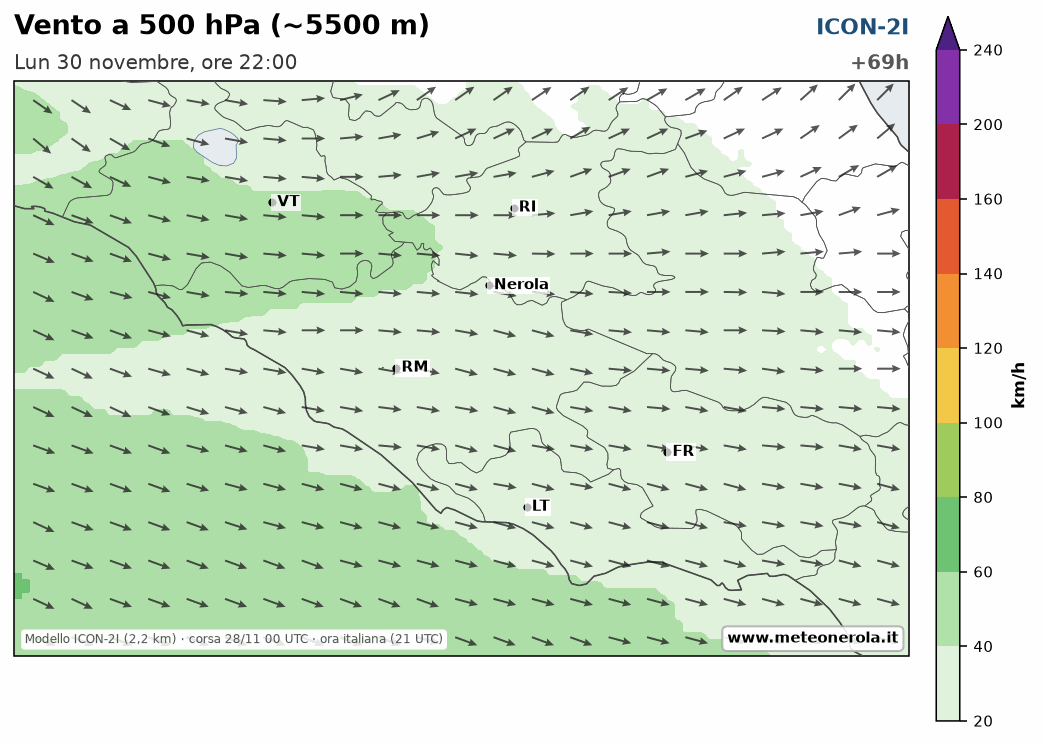 Vento a 500 hPa (~5500 m)
ICON-2I
Lun 30 novembre, ore 22:00
+69h
VT
RI
Nerola
RM
FR
LT
Modello ICON-2I (2,2 km) · corsa 28/11 00 UTC · ora italiana (21 UTC)
www.meteonerola.it
240
200
160
140
120
100
80
60
40
20
km/h